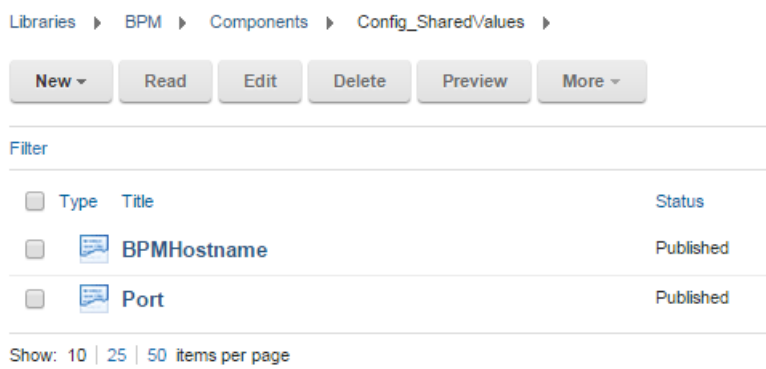 Libraries BPM Components Config_SharedValues
New Read Edit Delete Preview More
Filter
Type Title Status
BPMHostname Published
Port Published
Show: 10 | 25 | 50 items per page